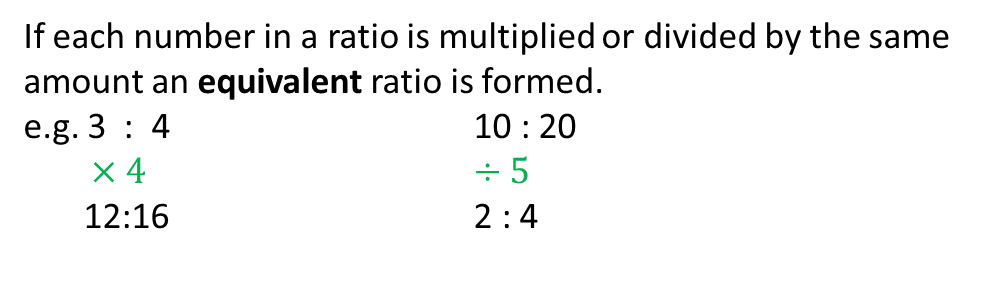 If each number in a ratio is multiplied or divided by the same
amount an equivalent ratio is formed.
e.g. 3 : 4 10 : 20
× 4 ÷ 5
12:16 2 : 4